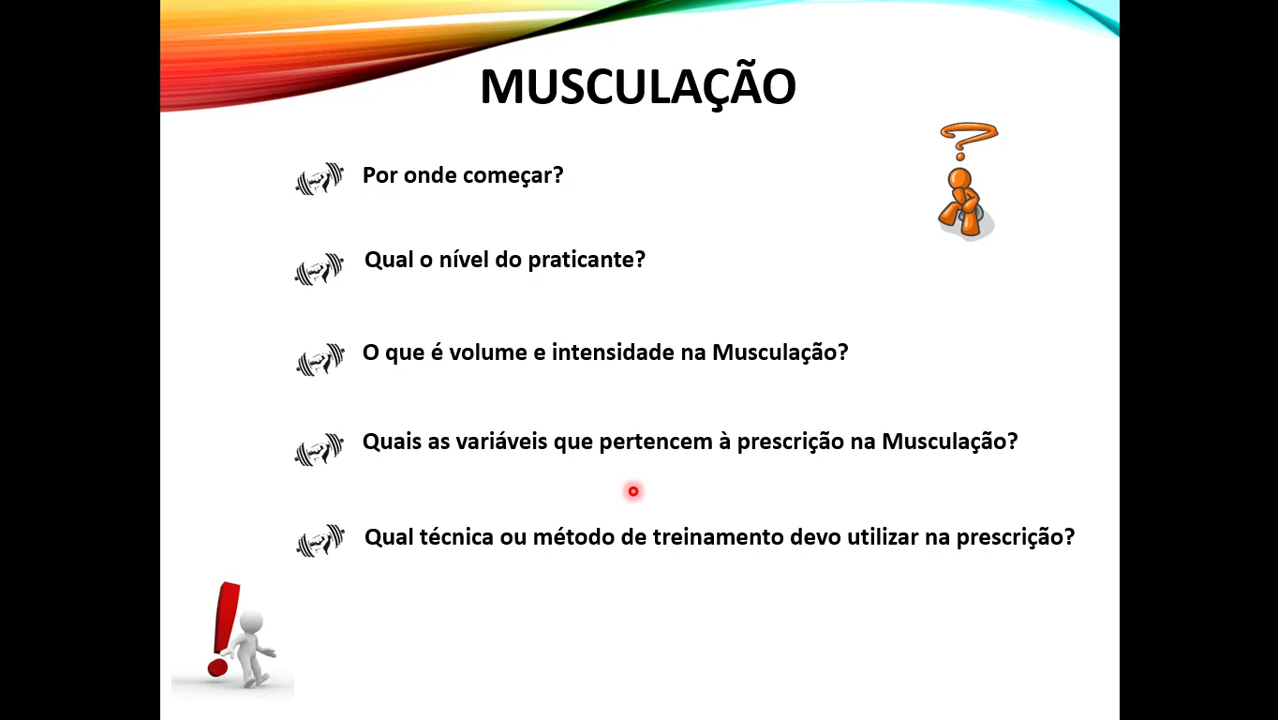 MUSCULAÇÃO
Por onde começar?
Qual o nível do praticante?
O que é volume e intensidade na Musculação?
Quais as variáveis que pertencem à prescrição na Musculação?
Qual técnica ou método de treinamento devo utilizar na prescrição?